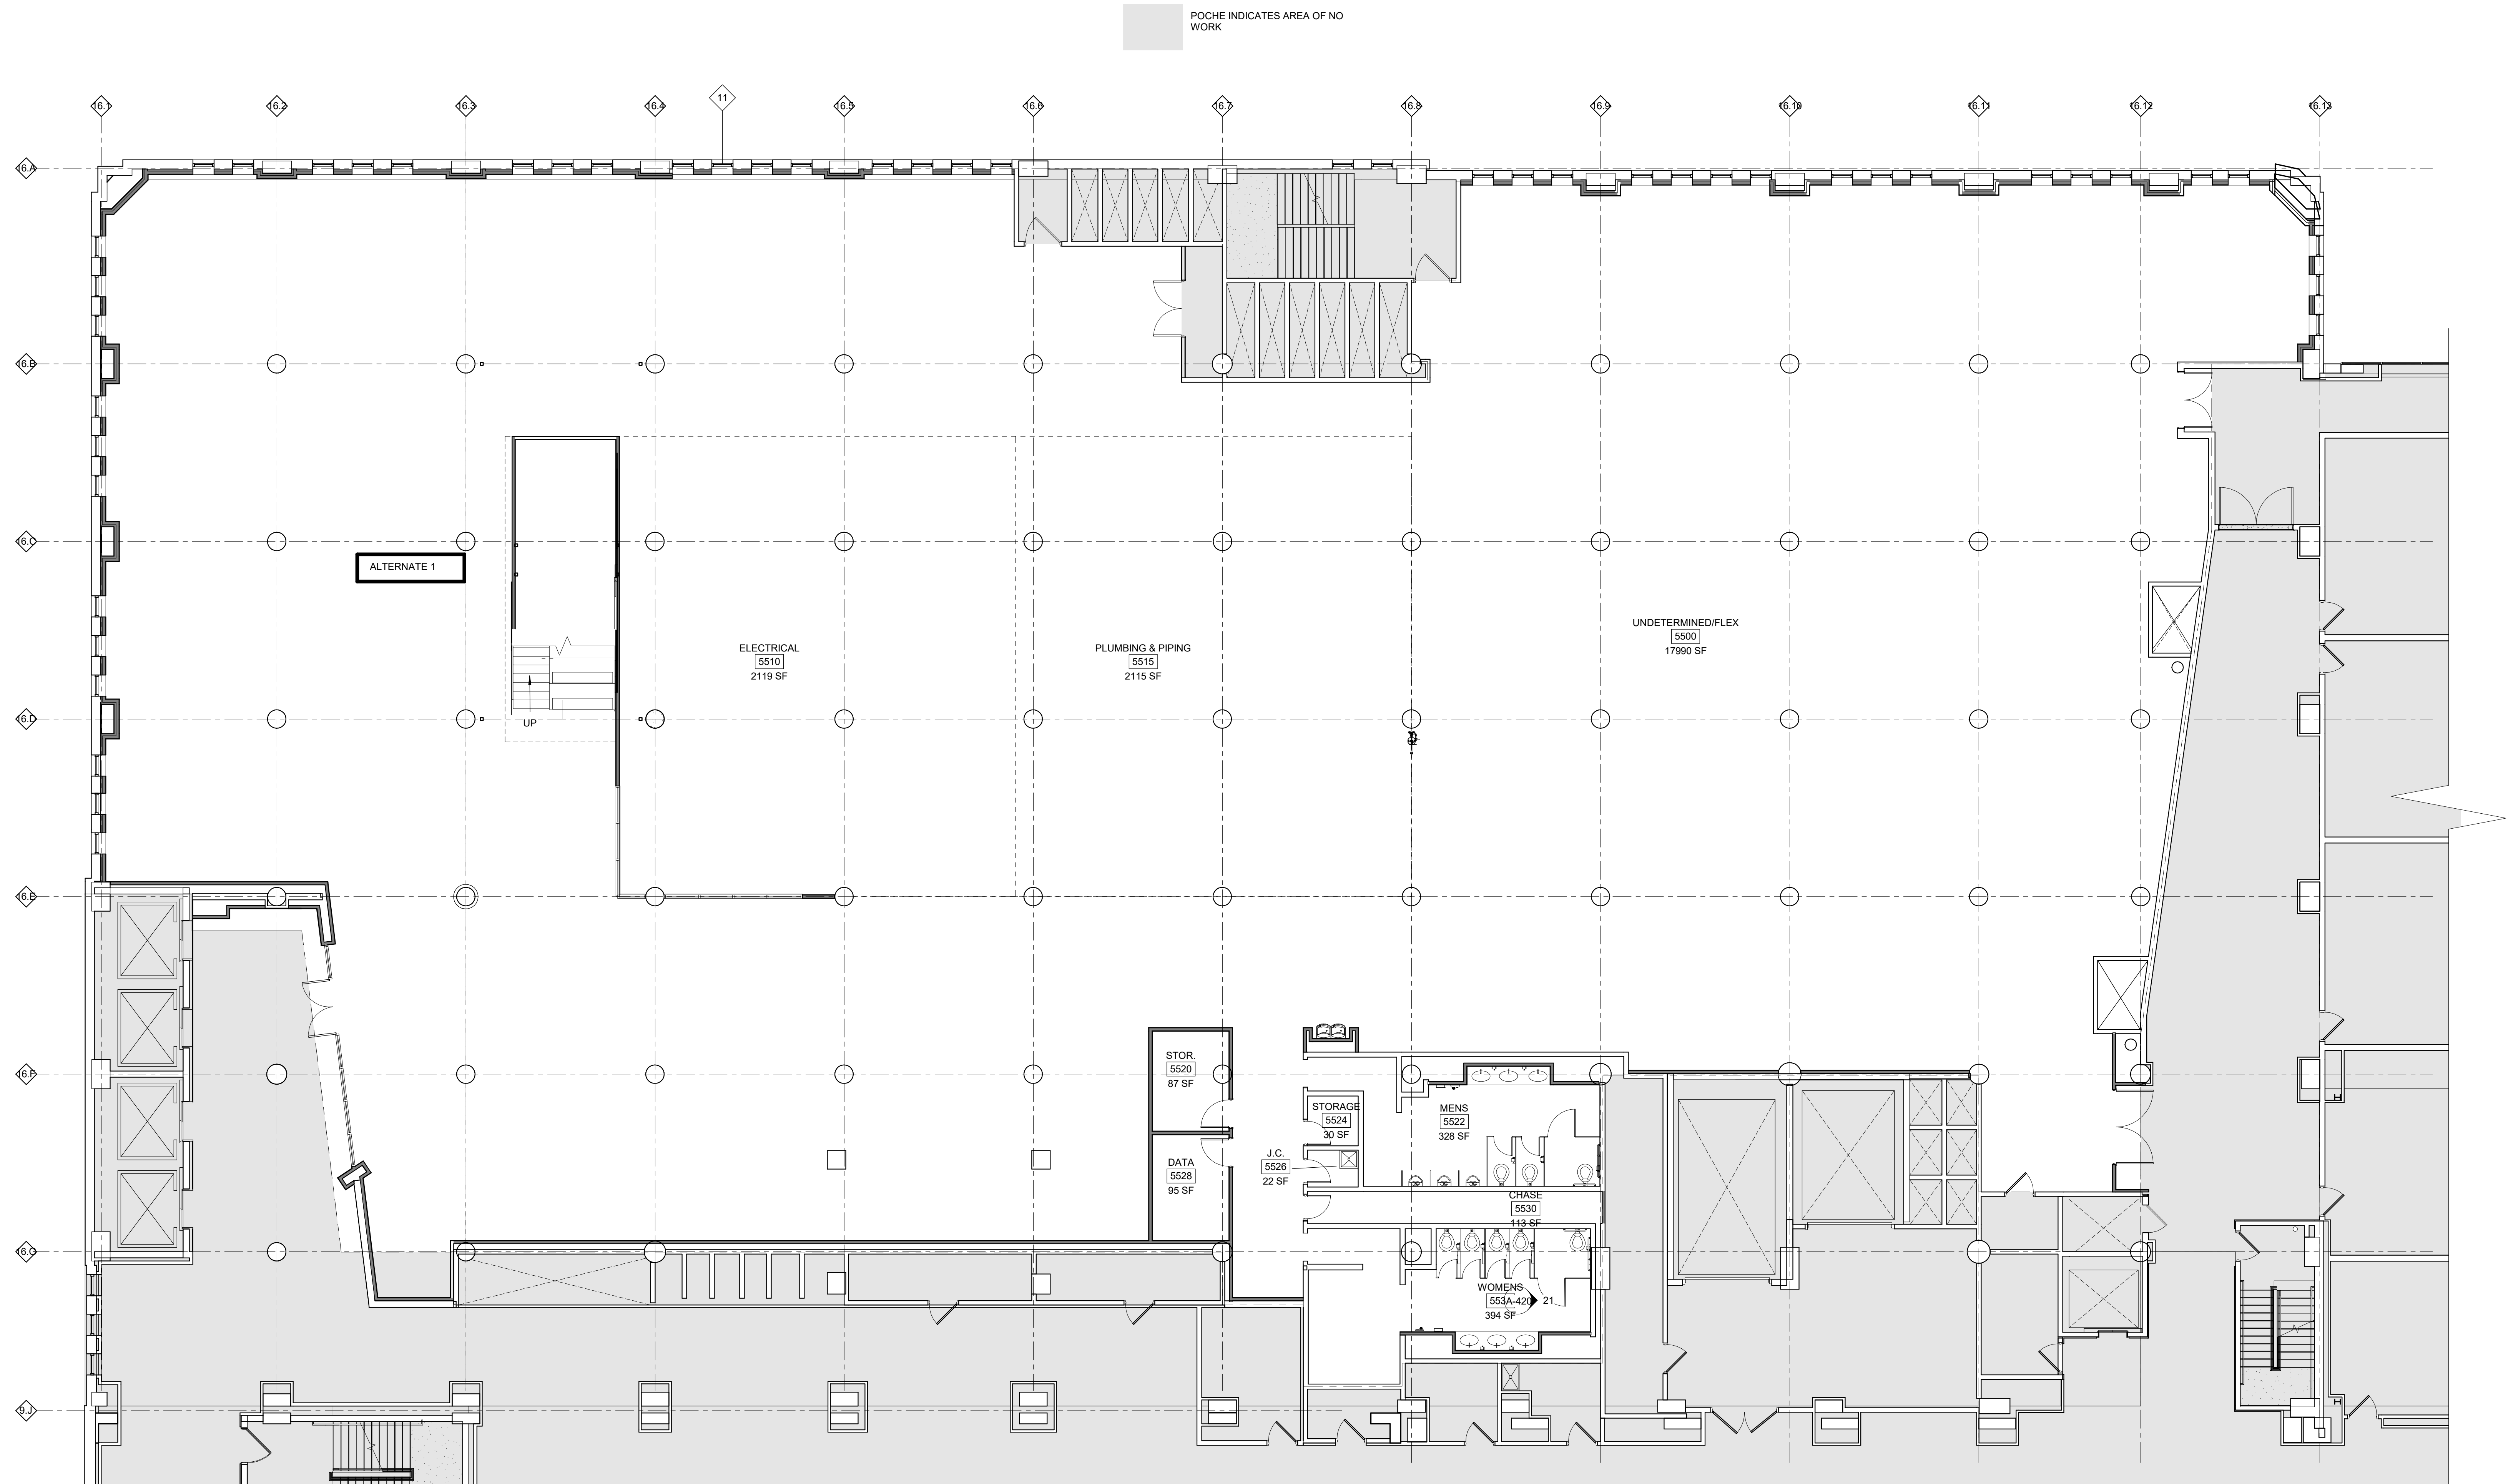 POCHE INDICATES AREA OF NO
WORK
11
16.1
16.2
16.3
16.4
16.5
16.6
16.7
16.8
16.9
16.10
16.11
16.12
16.13
16.A
16.B
16.C
ALTERNATE 1
UNDETERMINED/FLEX
5500
17990 SF
ELECTRICAL
5510
2119 SF
PLUMBING & PIPING
5515
2115 SF
16.D
UP
16.E
STOR.
5520
87 SF
16.F
STORAGE
5524
30 SF
MENS
5522
328 SF
J.C.
5526
22 SF
DATA
5528
95 SF
CHASE
5530
113 SF
16.G
WOMENS
553A-420
21
394 SF
9.J